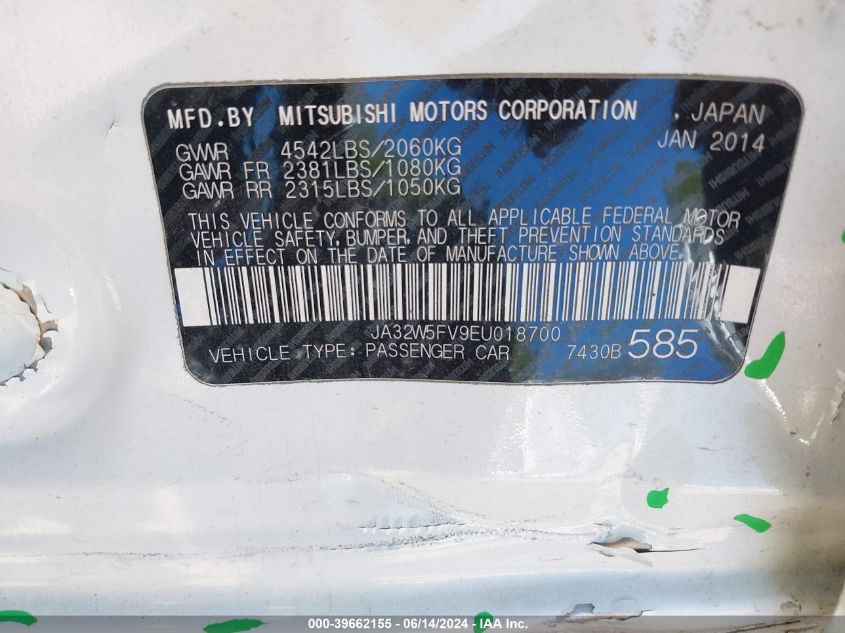 MFD.BY MITSUBISHI MOTORS CORPORATION . JAPAN
JAN 2014
GVWR 4542LBS/2060KG
GAWR FR 2381LBS/1080KG
GAWR RR 2315LBS/1050KG
THIS VEHICLE CONFORMS TO ALL APPLICABLE FEDERAL MOTOR
VEHICLE SAFETY, BUMPER, AND THEFT PREVENTION STANDARDS
IN EFFECT ON THE DATE OF MANUFACTURE SHOWN ABOVE.
JA32W5FV9EU018700
VEHICLE TYPE: PASSENGER CAR 7430B 585
000-39662155 - 06/14/2024 - IAA Inc.